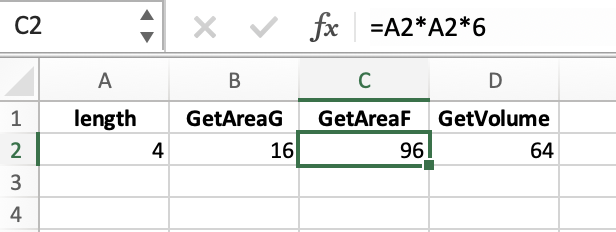 C2 fx =A2*A2*6
A B C D
1 length GetAreaG GetAreaF GetVolume
2 4 16 96 64
3
4